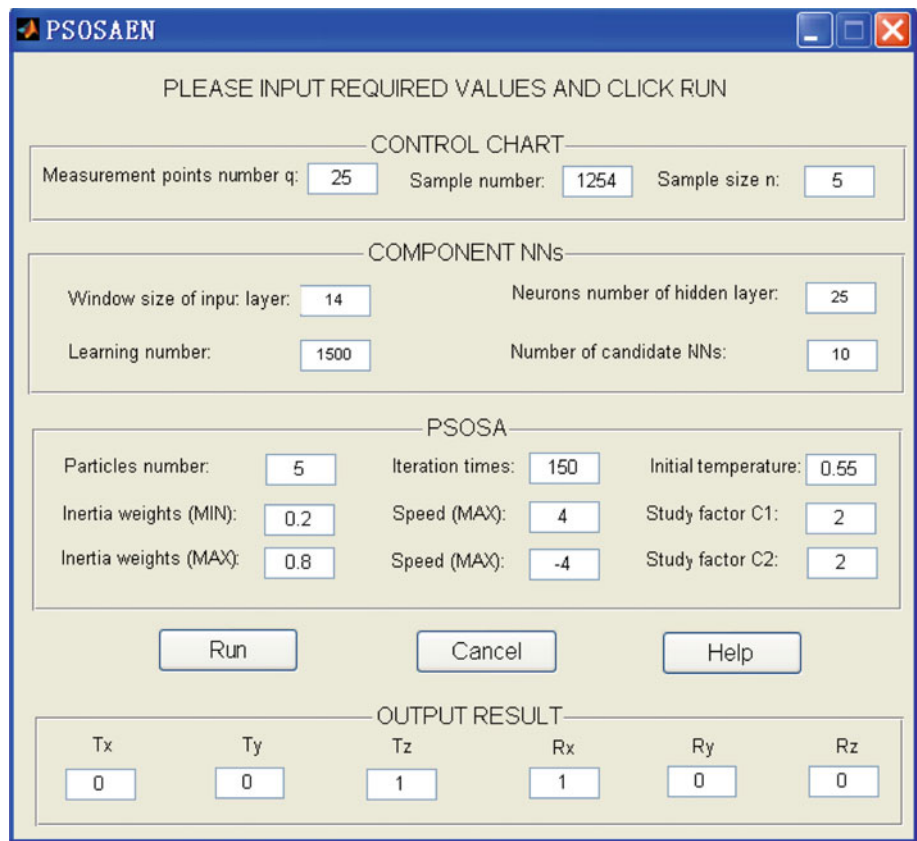 PSOSAEN
PLEASE INPUT REQUIRED VALUES AND CLICK RUN
CONTROL CHART
Measurement points number q: 25 Sample number: 1254 Sample size n: 5
COMPONENT NNs
Window size of input: layer: 14 Neurons number of hidden layer: 25
Learning number: 1500 Number of candidate NNs: 10
PSOSA
Particles number: 5 Iteration times: 150 Initial temperature: 0.55
Inertia weights (MIN): 0.2 Speed (MAX): 4 Study factor C1: 2
Inertia weights (MAX): 0.8 Speed (MAX): -4 Study factor C2: 2
Run Cancel Help
OUTPUT RESULT
Tx Ty Tz Rx Ry Rz
0 0 1 1 0 0